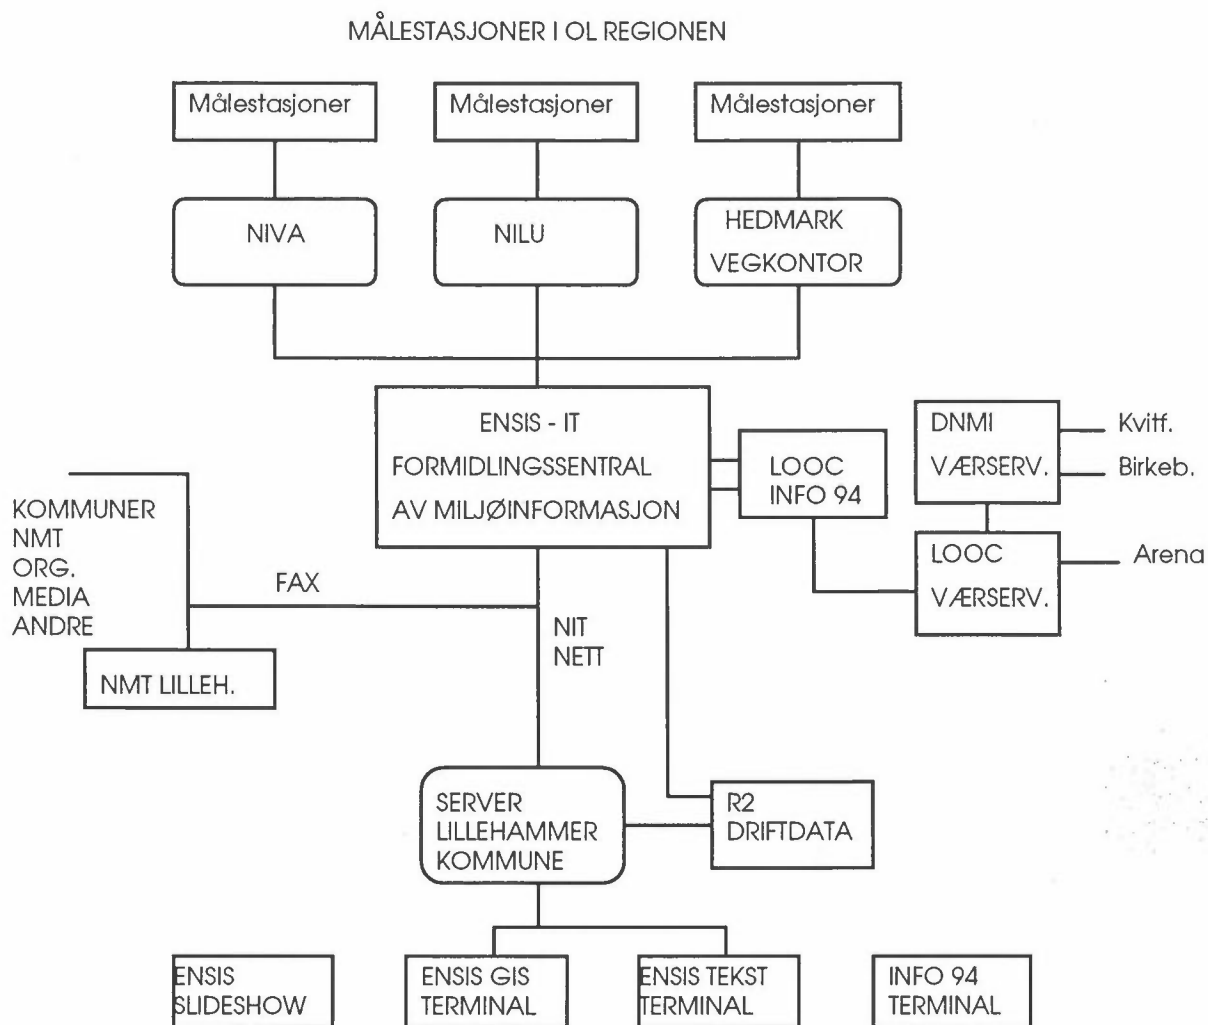 MÅLESTASJONER I OL REGIONEN
Målestasjoner
Målestasjoner
Målestasjoner
NIVA
NILU
HEDMARK
VEGKONTOR
ENSIS - IT
FORMIDLINGSSENTRAL
AV MILJØINFORMASJON
LOOC
INFO 94
DNMI
VÆRSERV.
Kvitf.
Birkeb.
LOOC
VÆRSERV.
Arena
KOMMUNER
NMT
ORG.
MEDIA
ANDRE
FAX
NIT
NETT
NMT LILLEH.
SERVER
LILLEHAMMER
KOMMUNE
R2
DRIFTDATA
ENSIS
SLIDESHOW
ENSIS GIS
TERMINAL
ENSIS TEKST
TERMINAL
INFO 94
TERMINAL